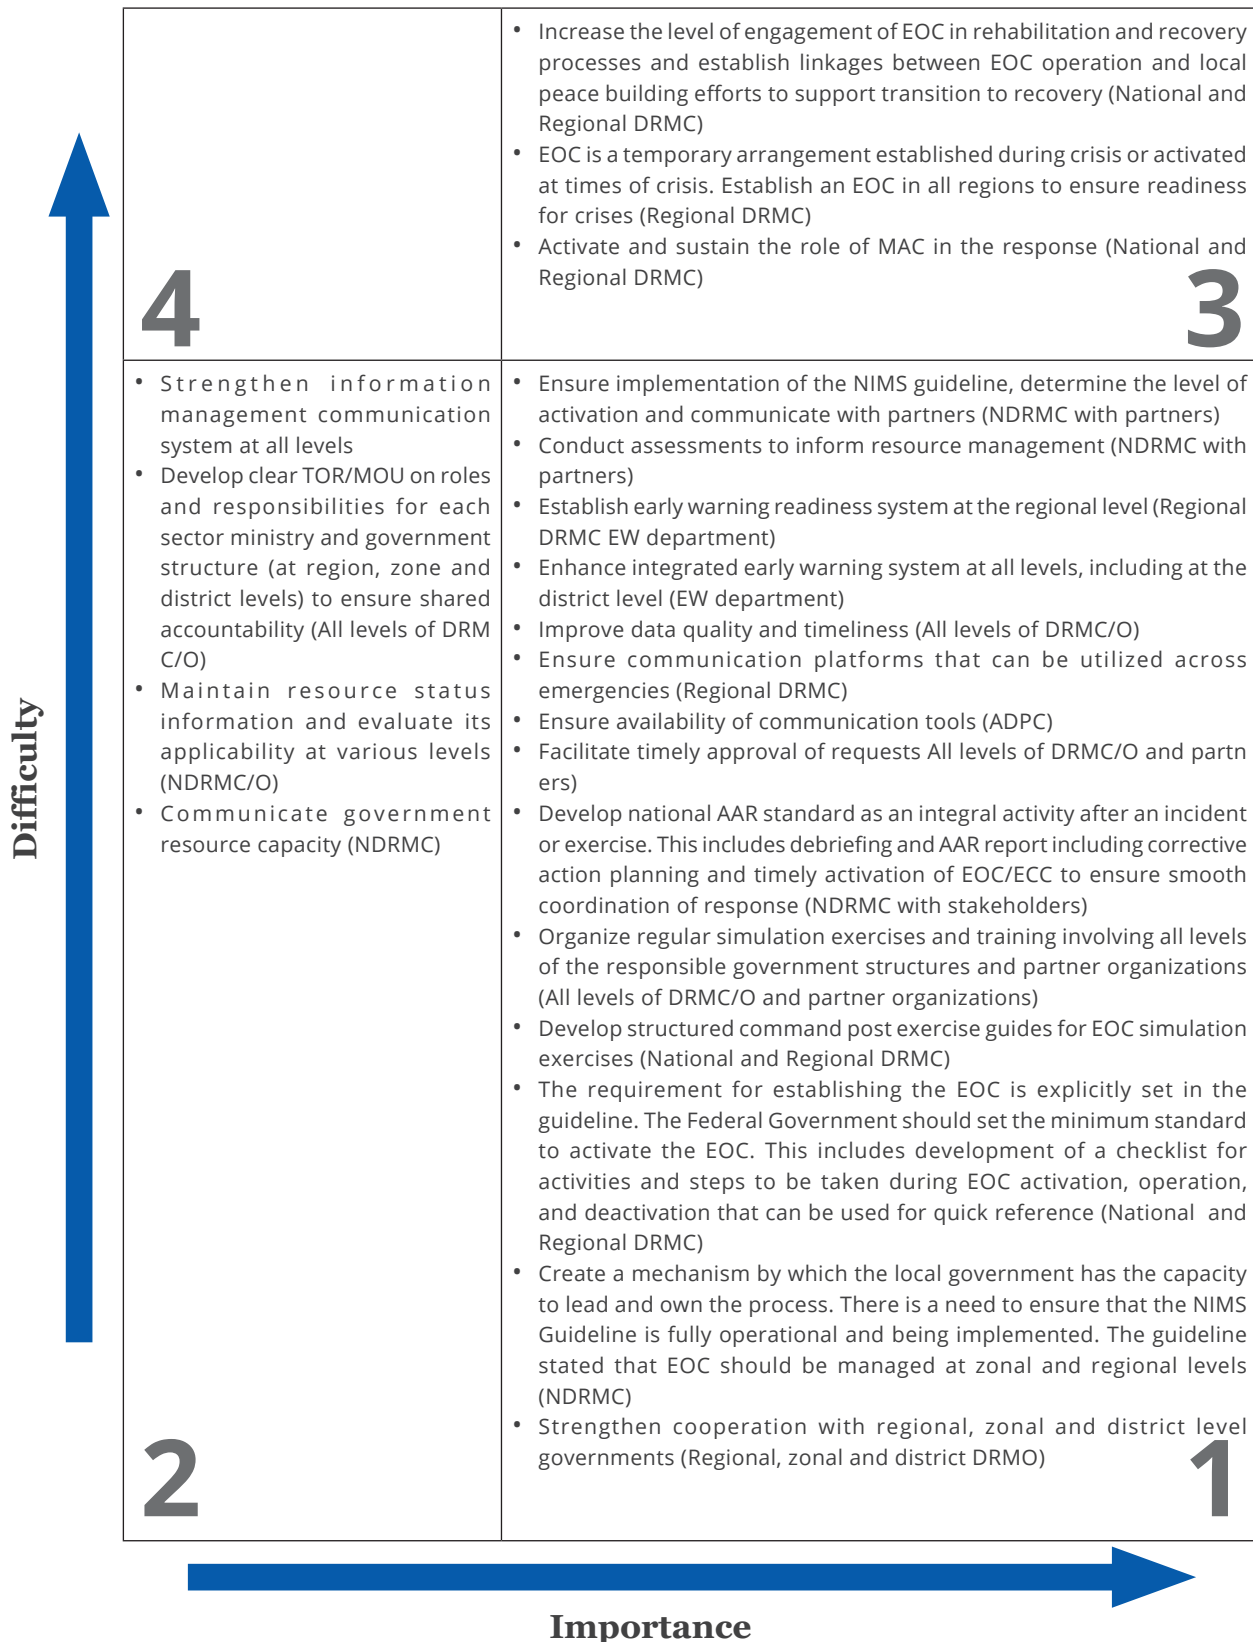 • Increase the level of engagement of EOC in rehabilitation and recovery
processes and establish linkages between EOC operation and local
peace building efforts to support transition to recovery (National and
Regional DRMC)
• EOC is a temporary arrangement established during crisis or activated
at times of crisis. Establish an EOC in all regions to ensure readiness
for crises (Regional DRMC)
• Activate and sustain the role of MAC in the response (National and
Regional DRMC)
4
3
• Strengthen information
management communication
system at all levels
• Develop clear TOR/MOU on roles
and responsibilities for each
sector ministry and government
structure (at region, zone and
district levels) to ensure shared
accountability (All levels of DRM
C/O)
• Maintain resource status
information and evaluate its
applicability at various levels
(NDRMC/O)
• Communicate government
resource capacity (NDRMC)
2
• Ensure implementation of the NIMS guideline, determine the level of
activation and communicate with partners (NDRMC with partners)
• Conduct assessments to inform resource management (NDRMC with
partners)
• Establish early warning readiness system at the regional level (Regional
DRMC EW department)
• Enhance integrated early warning system at all levels, including at the
district level (EW department)
• Improve data quality and timeliness (All levels of DRMC/O)
• Ensure communication platforms that can be utilized across
emergencies (Regional DRMC)
• Ensure availability of communication tools (ADPC)
• Facilitate timely approval of requests All levels of DRMC/O and partn
ers)
• Develop national AAR standard as an integral activity after an incident
or exercise. This includes debriefing and AAR report including corrective
action planning and timely activation of EOC/ECC to ensure smooth
coordination of response (NDRMC with stakeholders)
• Organize regular simulation exercises and training involving all levels
of the responsible government structures and partner organizations
(All levels of DRMC/O and partner organizations)
• Develop structured command post exercise guides for EOC simulation
exercises (National and Regional DRMC)
• The requirement for establishing the EOC is explicitly set in the
guideline. The Federal Government should set the minimum standard
to activate the EOC. This includes development of a checklist for
activities and steps to be taken during EOC activation, operation,
and deactivation that can be used for quick reference (National and
Regional DRMC)
• Create a mechanism by which the local government has the capacity
to lead and own the process. There is a need to ensure that the NIMS
Guideline is fully operational and being implemented. The guideline
stated that EOC should be managed at zonal and regional levels
(NDRMC)
• Strengthen cooperation with regional, zonal and district level
governments (Regional, zonal and district DRMO)
1
Difficulty
Importance